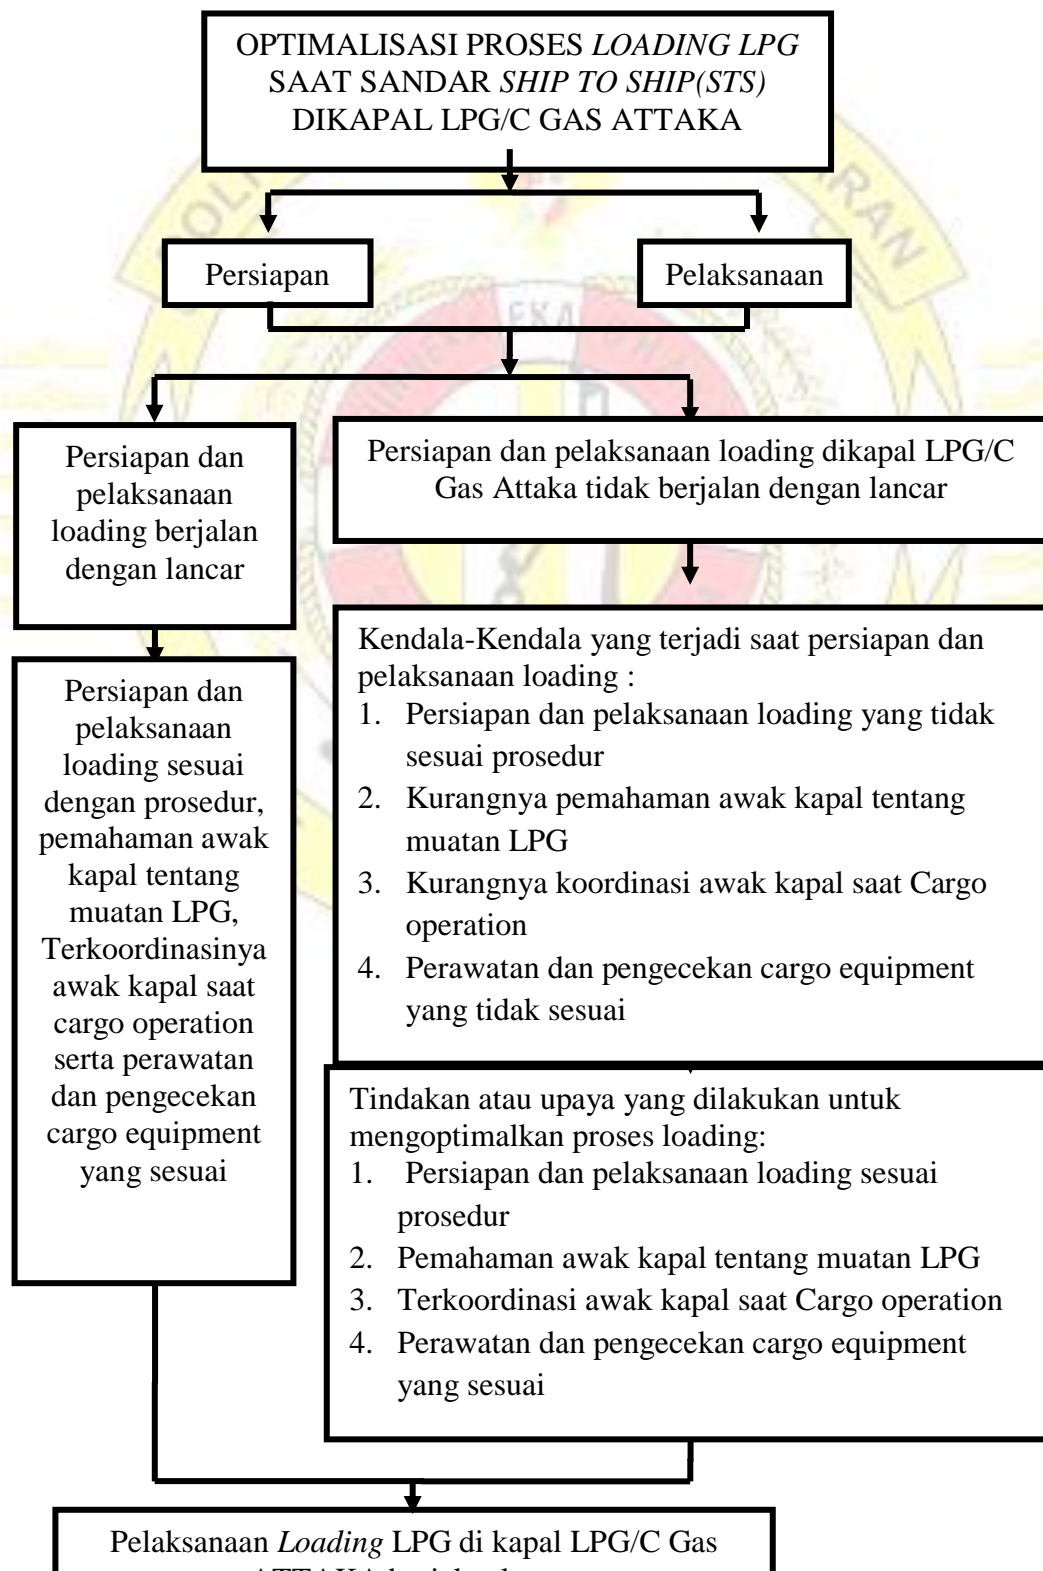 OPTIMALISASI PROSES LOADING LPG
SAAT SANDAR SHIP TO SHIP(STS)
DIKAPAL LPG/C GAS ATTAKA
Persiapan
Pelaksanaan
Persiapan dan
pelaksanaan
loading berjalan
dengan lancar
Persiapan dan pelaksanaan loading dikapal LPG/C
Gas Attaka tidak berjalan dengan lancar
Persiapan dan
pelaksanaan
loading sesuai
dengan prosedur,
pemahaman awak
kapal tentang
muatan LPG,
Terkoordinasinya
awak kapal saat
cargo operation
serta perawatan
dan pengecekan
cargo equipment
yang sesuai
Kendala-Kendala yang terjadi saat persiapan dan
pelaksanaan loading :
1. Persiapan dan pelaksanaan loading yang tidak
sesuai prosedur
2. Kurangnya pemahaman awak kapal tentang
muatan LPG
3. Kurangnya koordinasi awak kapal saat Cargo
operation
4. Perawatan dan pengecekan cargo equipment
yang tidak sesuai
Tindakan atau upaya yang dilakukan untuk
mengoptimalkan proses loading:
1. Persiapan dan pelaksanaan loading sesuai
prosedur
2. Pemahaman awak kapal tentang muatan LPG
3. Terkoordinasi awak kapal saat Cargo operation
4. Perawatan dan pengecekan cargo equipment
yang sesuai
Pelaksanaan Loading LPG di kapal LPG/C Gas
ATTAKA